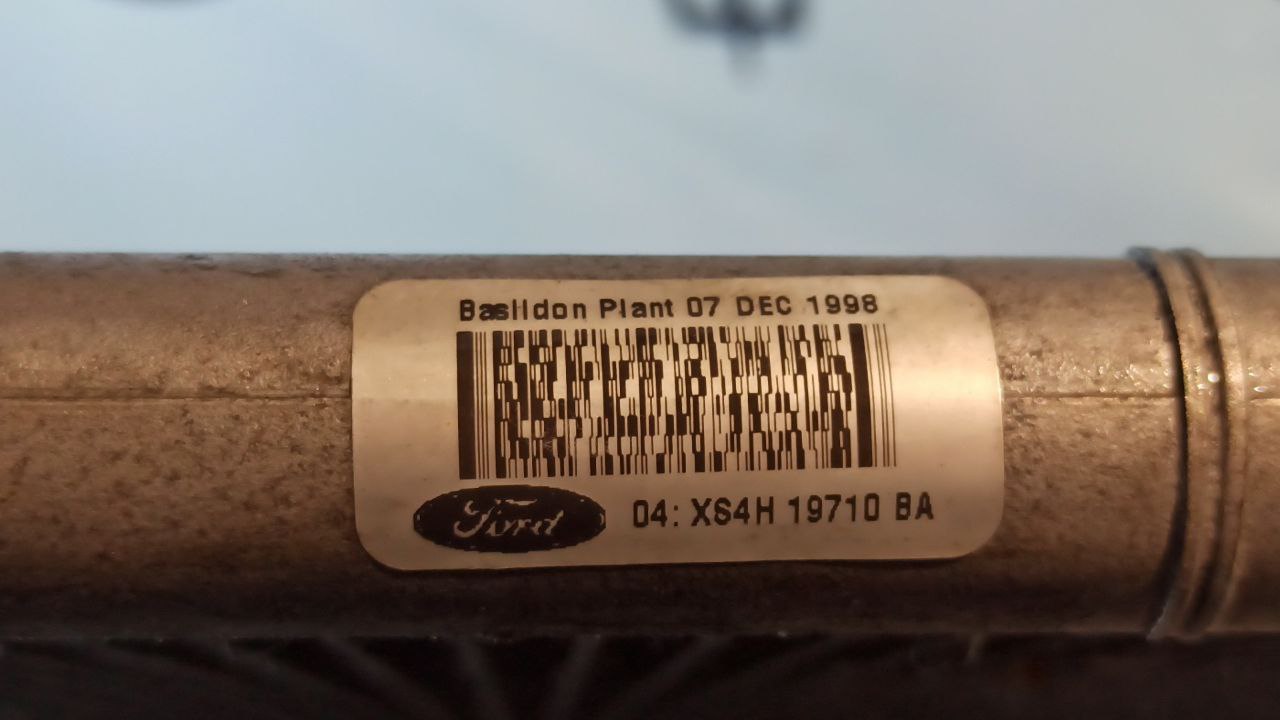 Basildon Plant 07 DEC 1998
Ford
04: XS4H 19710 BA